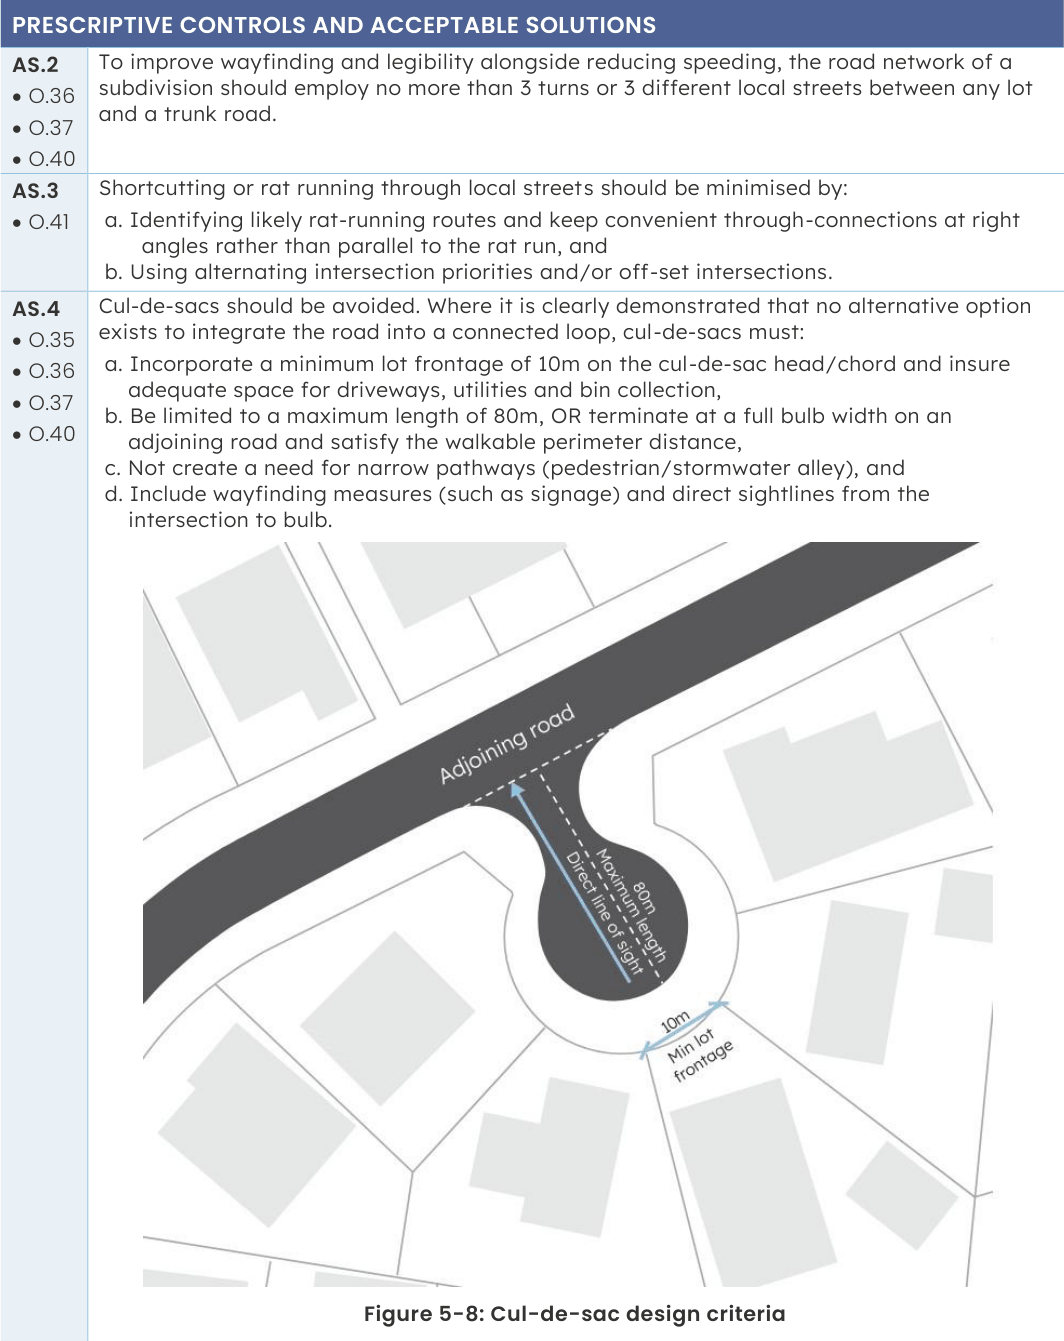 PRESCRIPTIVE CONTROLS AND ACCEPTABLE SOLUTIONS
AS.2
• O.36
• O.37
• O.40
To improve wayfinding and legibility alongside reducing speeding, the road network of a
subdivision should employ no more than 3 turns or 3 different local streets between any lot
and a trunk road.
AS.3
• O.41
Shortcutting or rat running through local streets should be minimised by:
a. Identifying likely rat-running routes and keep convenient through-connections at right
angles rather than parallel to the rat run, and
b. Using alternating intersection priorities and/or off-set intersections.
AS.4
• O.35
• O.36
• O.37
• O.40
Cul-de-sacs should be avoided. Where it is clearly demonstrated that no alternative option
exists to integrate the road into a connected loop, cul-de-sacs must:
a. Incorporate a minimum lot frontage of 10m on the cul-de-sac head/chord and insure
adequate space for driveways, utilities and bin collection,
b. Be limited to a maximum length of 80m, OR terminate at a full bulb width on an
adjoining road and satisfy the walkable perimeter distance,
c. Not create a need for narrow pathways (pedestrian/stormwater alley), and
d. Include wayfinding measures (such as signage) and direct sightlines from the
intersection to bulb.
Adjoining road
80m
Maximum length
Direct line of sight
10m
Min lot
frontage
Figure 5-8: Cul-de-sac design criteria